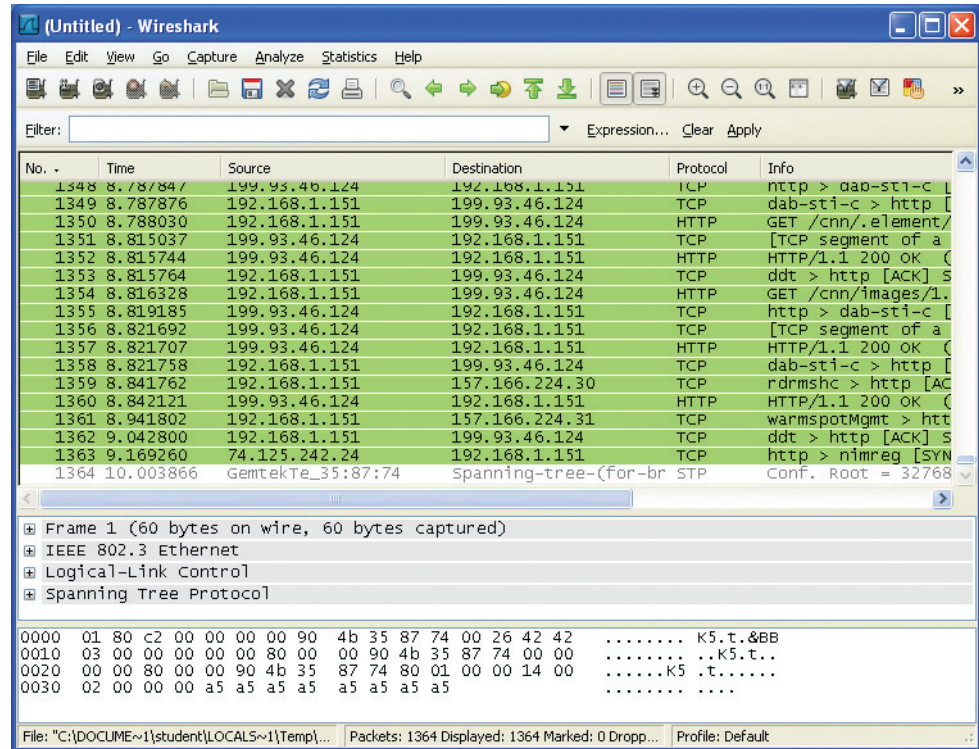 (Untitled) - Wireshark
File Edit View Go Capture Analyze Statistics Help
Filter: Expression... Clear Apply
No. Time Source Destination Protocol Info
1348 8.787847 199.93.46.124 192.168.1.151 TCP http > dab-sti-c [
1349 8.787876 192.168.1.151 199.93.46.124 TCP dab-sti-c > http [
1350 8.788030 192.168.1.151 199.93.46.124 HTTP GET /cnn/.element/
1351 8.815037 199.93.46.124 192.168.1.151 TCP [TCP segment of a
1352 8.815744 199.93.46.124 192.168.1.151 HTTP HTTP/1.1 200 OK (
1353 8.815764 192.168.1.151 199.93.46.124 TCP ddt > http [ACK] S
1354 8.816328 192.168.1.151 199.93.46.124 HTTP GET /cnn/images/1.
1355 8.819185 199.93.46.124 192.168.1.151 TCP http > dab-sti-c [
1356 8.821692 199.93.46.124 192.168.1.151 TCP [TCP segment of a
1357 8.821707 199.93.46.124 192.168.1.151 HTTP HTTP/1.1 200 OK (
1358 8.821758 192.168.1.151 199.93.46.124 TCP dab-sti-c > http [
1359 8.841762 192.168.1.151 157.166.224.30 TCP rdrmshc > http [AC
1360 8.842121 199.93.46.124 192.168.1.151 HTTP HTTP/1.1 200 OK (
1361 8.941802 192.168.1.151 157.166.224.31 TCP warmspotMgmt > htt
1362 9.042800 192.168.1.151 199.93.46.124 TCP ddt > http [ACK] S
1363 9.169260 74.125.242.24 192.168.1.151 TCP http > nimreg [SYN
1364 10.003866 GemtekTe_35:87:74 Spanning-tree-(for-br STP Conf. Root = 32768
Frame 1 (60 bytes on wire, 60 bytes captured)
IEEE 802.3 Ethernet
Logical-Link Control
Spanning Tree Protocol
0000 01 80 c2 00 00 00 00 90 4b 35 87 74 00 26 42 42 ........ K5.t.&BB
0010 03 00 00 00 00 00 80 00 00 90 4b 35 87 74 00 00 ........ ..K5.t..
0020 00 00 80 00 00 90 4b 35 87 74 80 01 00 00 14 00 ......K5 .t......
0030 02 00 00 00 a5 a5 a5 a5 a5 a5 a5 a5 ........ ....
File: "C:\DOCUME~1\student\LOCALS~1\Temp\... Packets: 1364 Displayed: 1364 Marked: 0 Dropp... Profile: Default